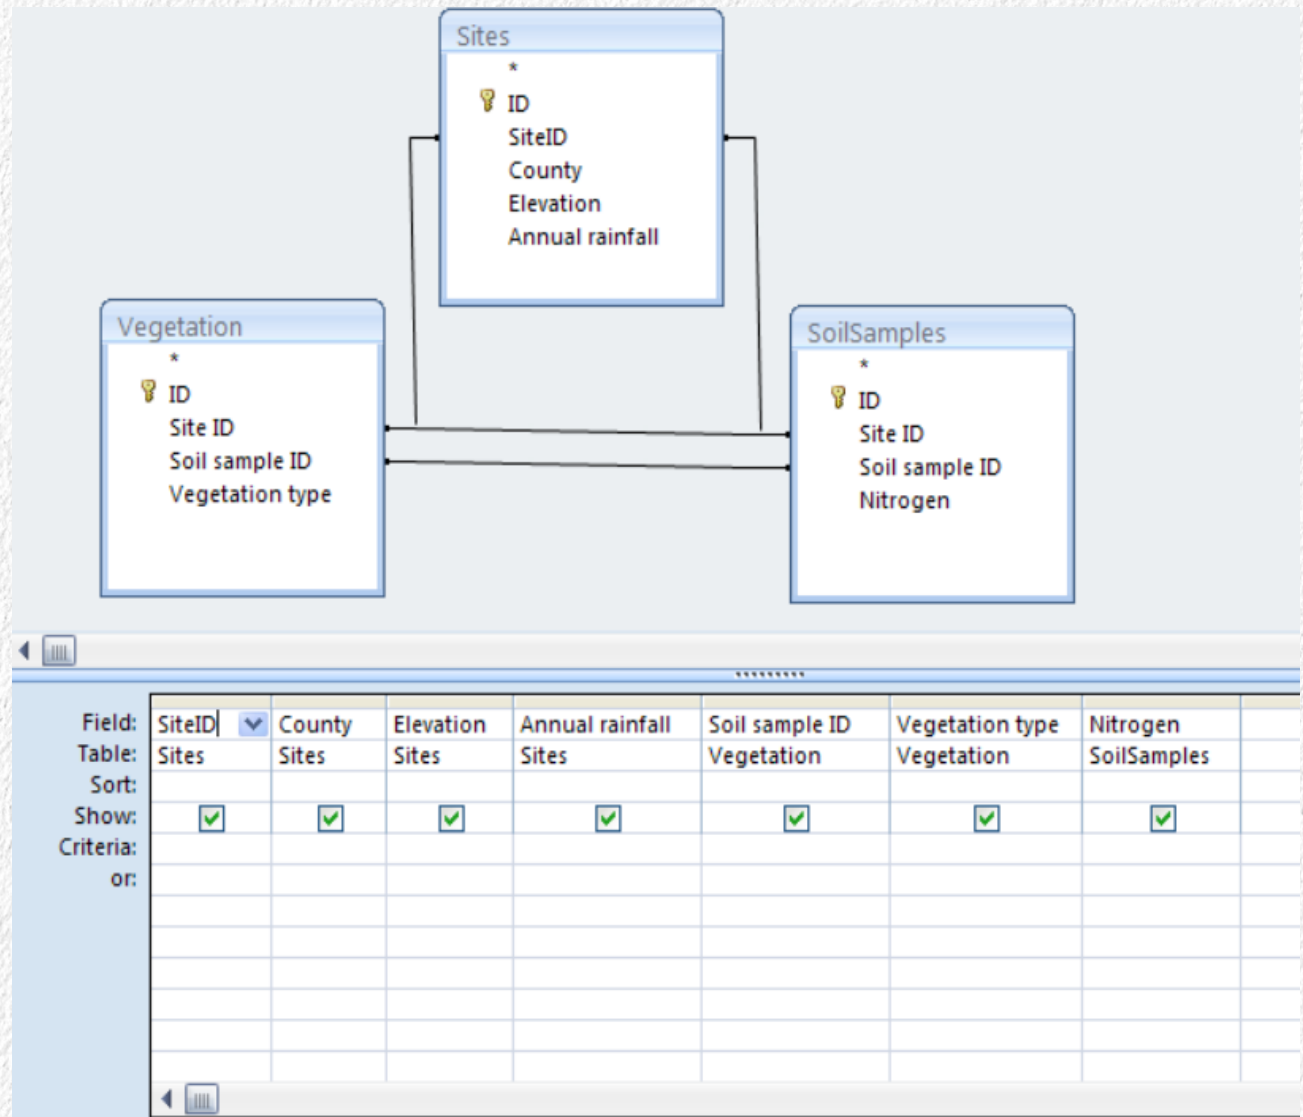 Sites
*
ID
SiteID
County
Elevation
Annual rainfall
Vegetation
*
ID
Site ID
Soil sample ID
Vegetation type
SoilSamples
*
ID
Site ID
Soil sample ID
Nitrogen
Field: SiteID County Elevation Annual rainfall Soil sample ID Vegetation type Nitrogen
Table: Sites Sites Sites Sites Vegetation Vegetation SoilSamples
Sort:
Show:
Criteria:
or: